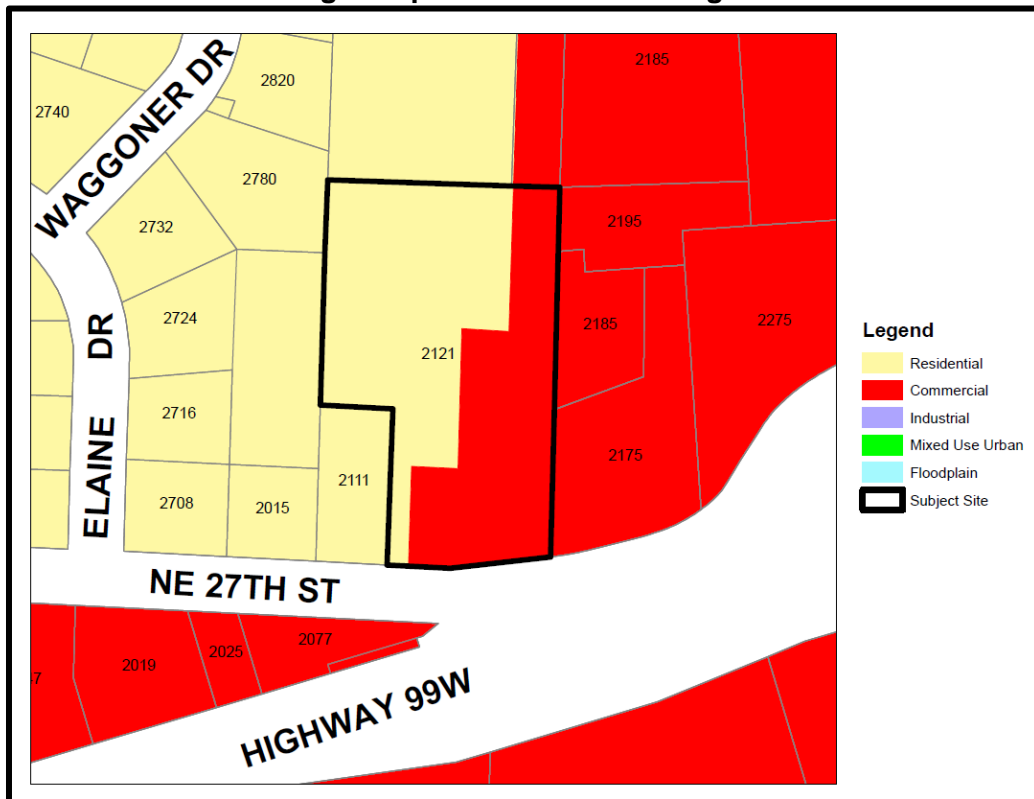 2185
2820
2740
WAGGONER DR
2780
2732
2195
2724
2185
2275
DR
2121
2716
2175
ELAINE
2111
2708
2015
NE 27TH ST
2077
2025
2019
HIGHWAY 99W
Legend
Residential
Commercial
Industrial
Mixed Use Urban
Floodplain
Subject Site